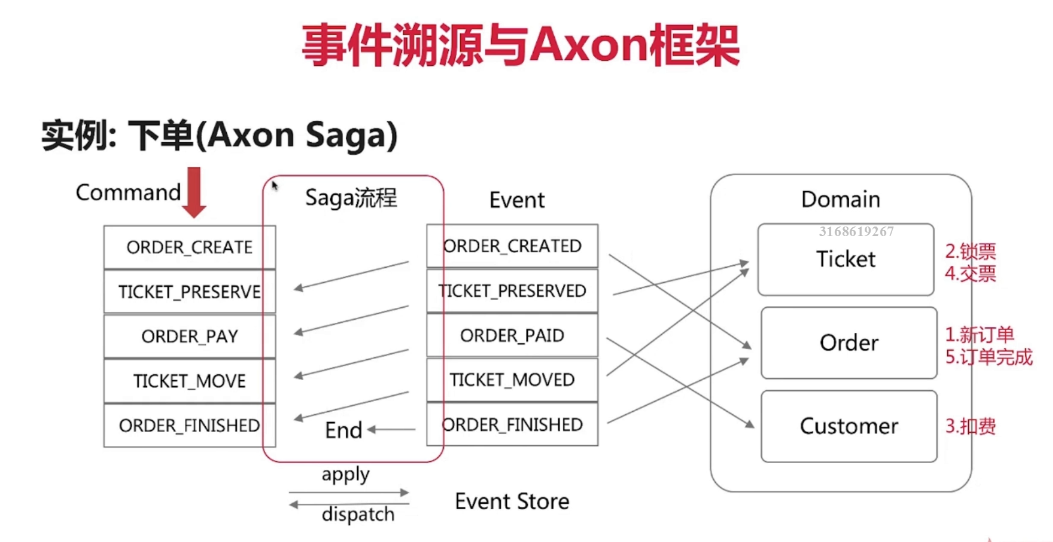 事件溯源与Axon框架
实例: 下单(Axon Saga)
Command
ORDER_CREATE
TICKET_PRESERVE
ORDER_PAY
TICKET_MOVE
ORDER_FINISHED
Saga流程
End
apply
dispatch
Event
ORDER_CREATED
TICKET_PRESERVED
ORDER_PAID
TICKET_MOVED
ORDER_FINISHED
Event Store
Domain
3168619267
Ticket
2.锁票
4.交票
Order
1.新订单
5.订单完成
Customer
3.扣费